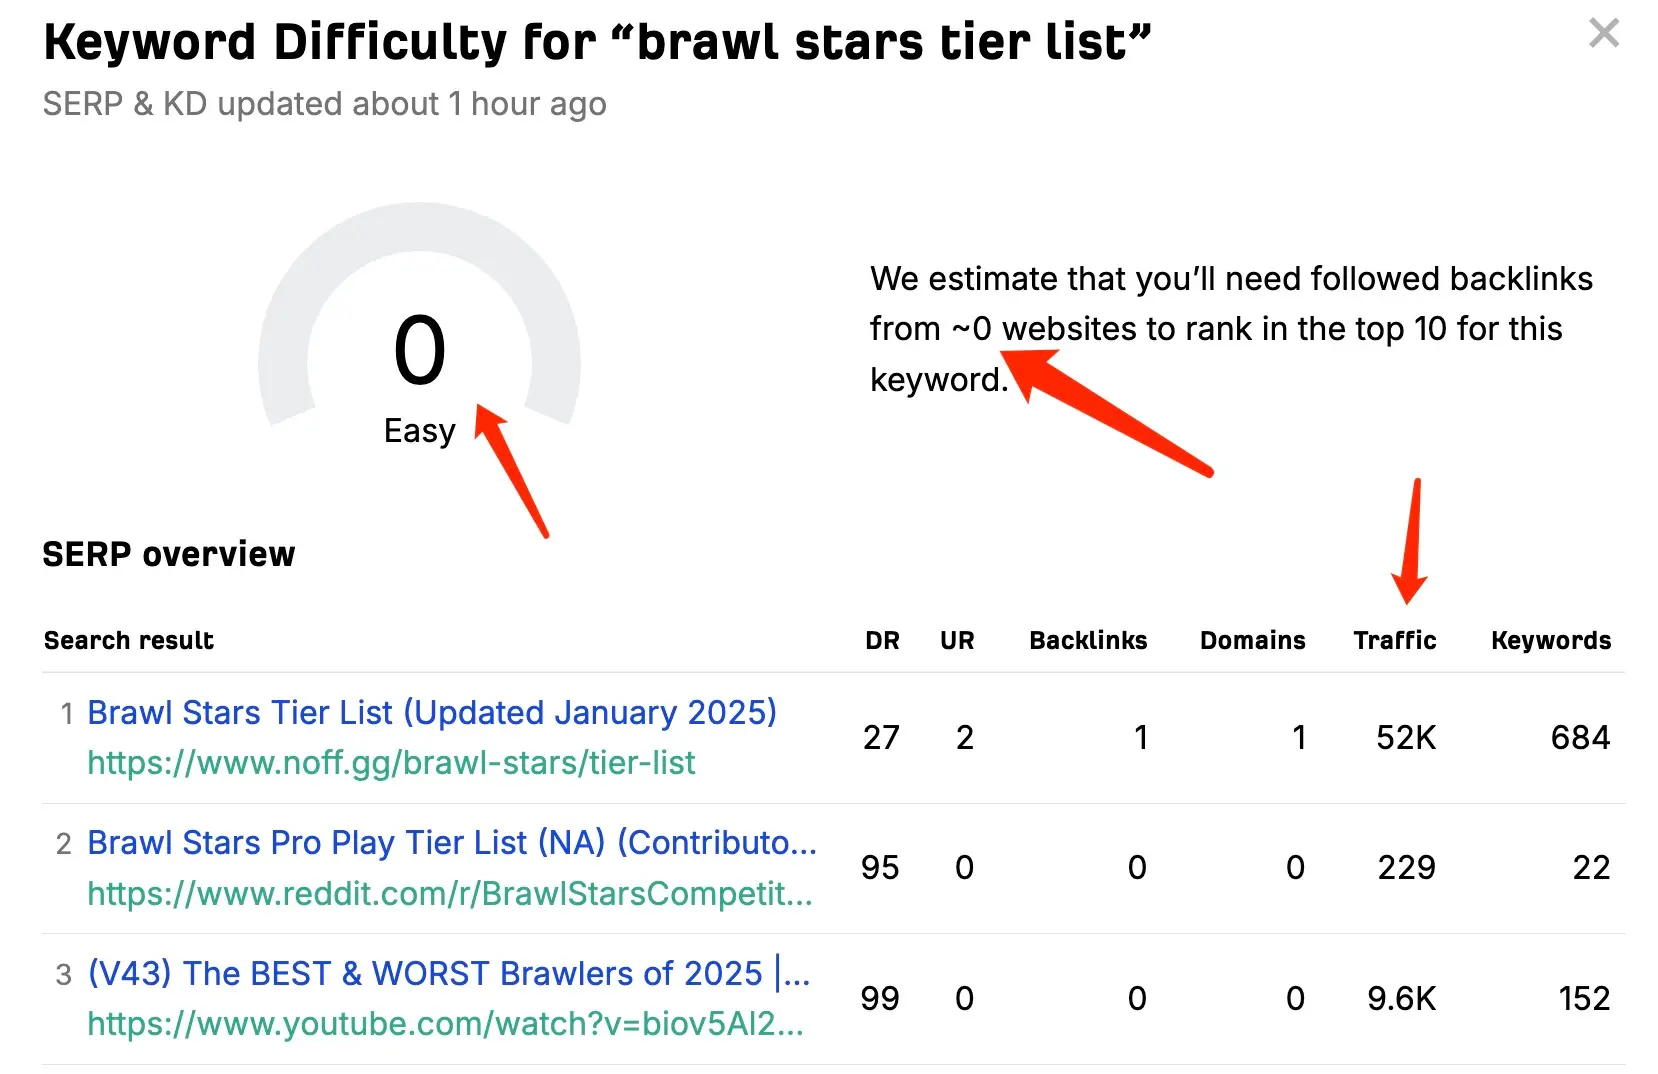 Keyword Difficulty for “brawl stars tier list”
SERP & KD updated about 1 hour ago
0
Easy
We estimate that you’ll need followed backlinks
from ~0 websites to rank in the top 10 for this
keyword.
SERP overview
Search result DR UR Backlinks Domains Traffic Keywords
1 Brawl Stars Tier List (Updated January 2025) 27 2 1 1 52K 684
https://www.noff.gg/brawl-stars/tier-list
2 Brawl Stars Pro Play Tier List (NA) (Contributo... 95 0 0 0 229 22
https://www.reddit.com/r/BrawlStarsCompetit...
3 (V43) The BEST & WORST Brawlers of 2025 |... 99 0 0 0 9.6K 152
https://www.youtube.com/watch?v=biov5AI2...